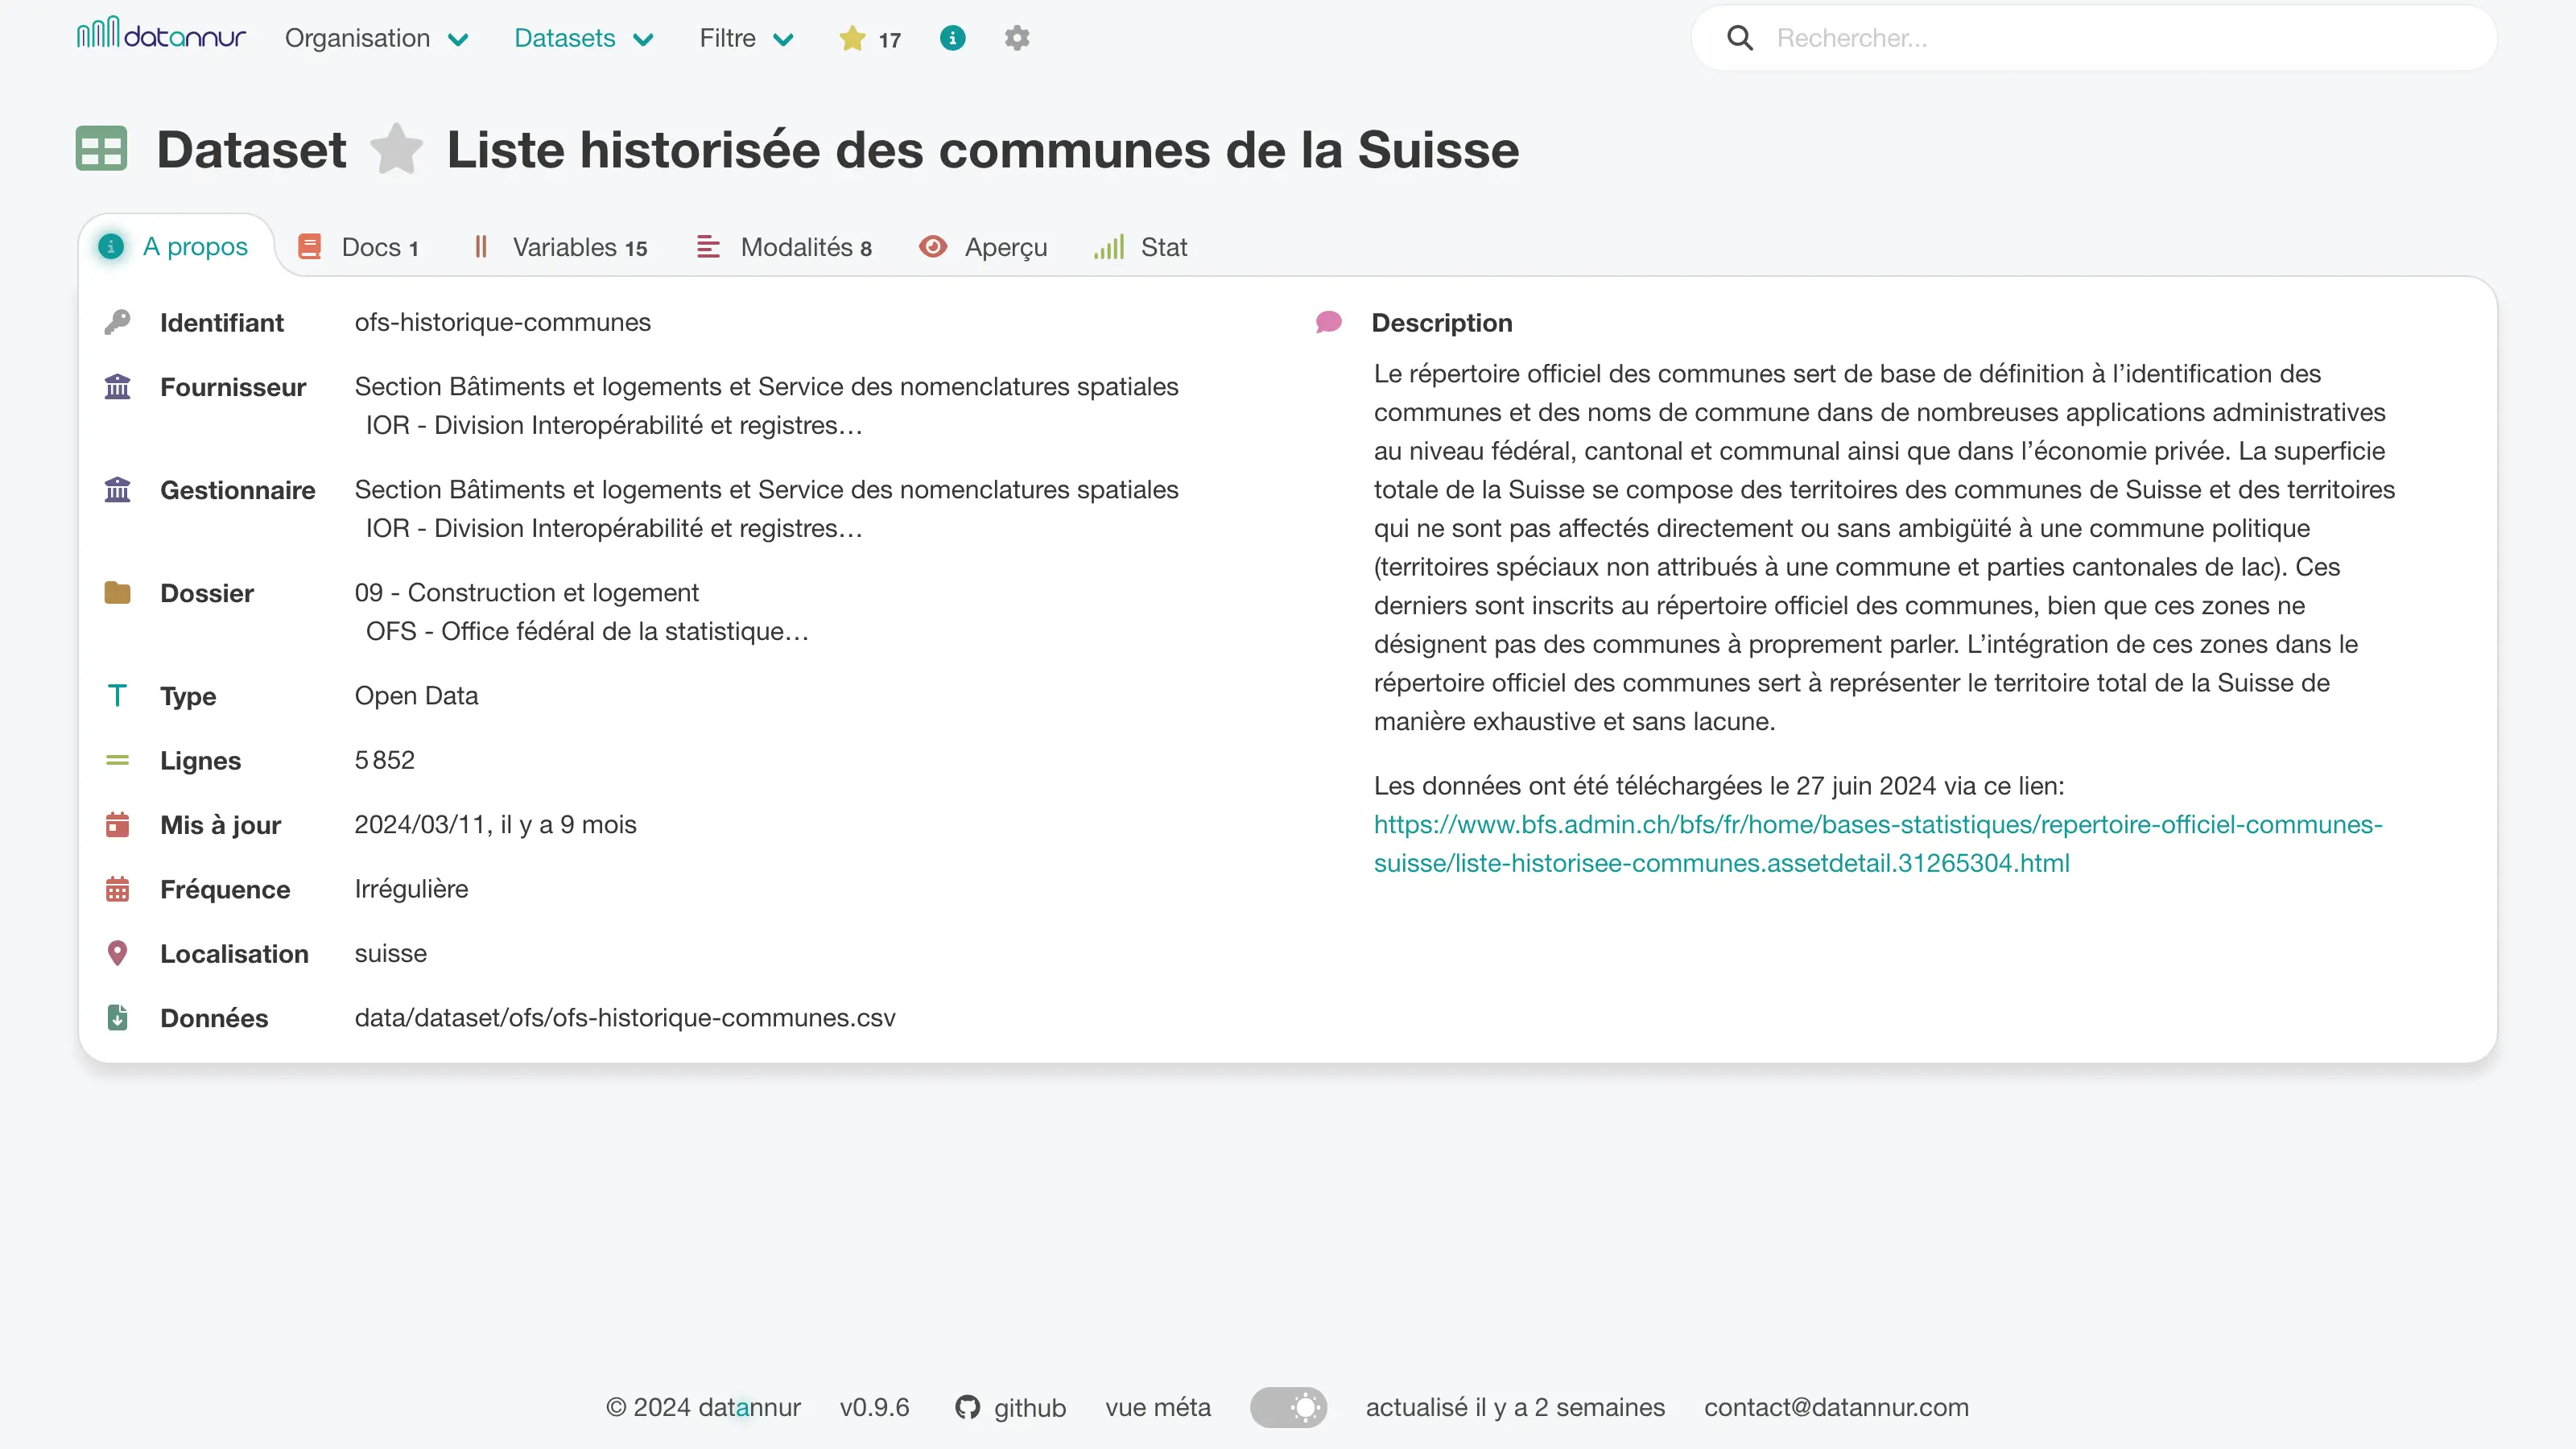 datannur Organisation Datasets Filtre 17 Rechercher...
Dataset Liste historisée des communes de la Suisse
A propos Docs 1 Variables 15 Modalités 8 Aperçu Stat
Identifiant ofs-historique-communes
Fournisseur Section Bâtiments et logements et Service des nomenclatures spatiales
IOR - Division Interopérabilité et registres…
Gestionnaire Section Bâtiments et logements et Service des nomenclatures spatiales
IOR - Division Interopérabilité et registres…
Dossier 09 - Construction et logement
OFS - Office fédéral de la statistique…
Type Open Data
Lignes 5 852
Mis à jour 2024/03/11, il y a 9 mois
Fréquence Irrégulière
Localisation suisse
Données data/dataset/ofs/ofs-historique-communes.csv
Description
Le répertoire officiel des communes sert de base de définition à l’identification des
communes et des noms de commune dans de nombreuses applications administratives
au niveau fédéral, cantonal et communal ainsi que dans l’économie privée. La superficie
totale de la Suisse se compose des territoires des communes de Suisse et des territoires
qui ne sont pas affectés directement ou sans ambigüité à une commune politique
(territoires spéciaux non attribués à une commune et parties cantonales de lac). Ces
derniers sont inscrits au répertoire officiel des communes, bien que ces zones ne
désignent pas des communes à proprement parler. L’intégration de ces zones dans le
répertoire officiel des communes sert à représenter le territoire total de la Suisse de
manière exhaustive et sans lacune.
Les données ont été téléchargées le 27 juin 2024 via ce lien:
https://www.bfs.admin.ch/bfs/fr/home/bases-statistiques/repertoire-officiel-communes-
suisse/liste-historisee-communes.assetdetail.31265304.html
© 2024 datannur v0.9.6 github vue méta actualisé il y a 2 semaines contact@datannur.com